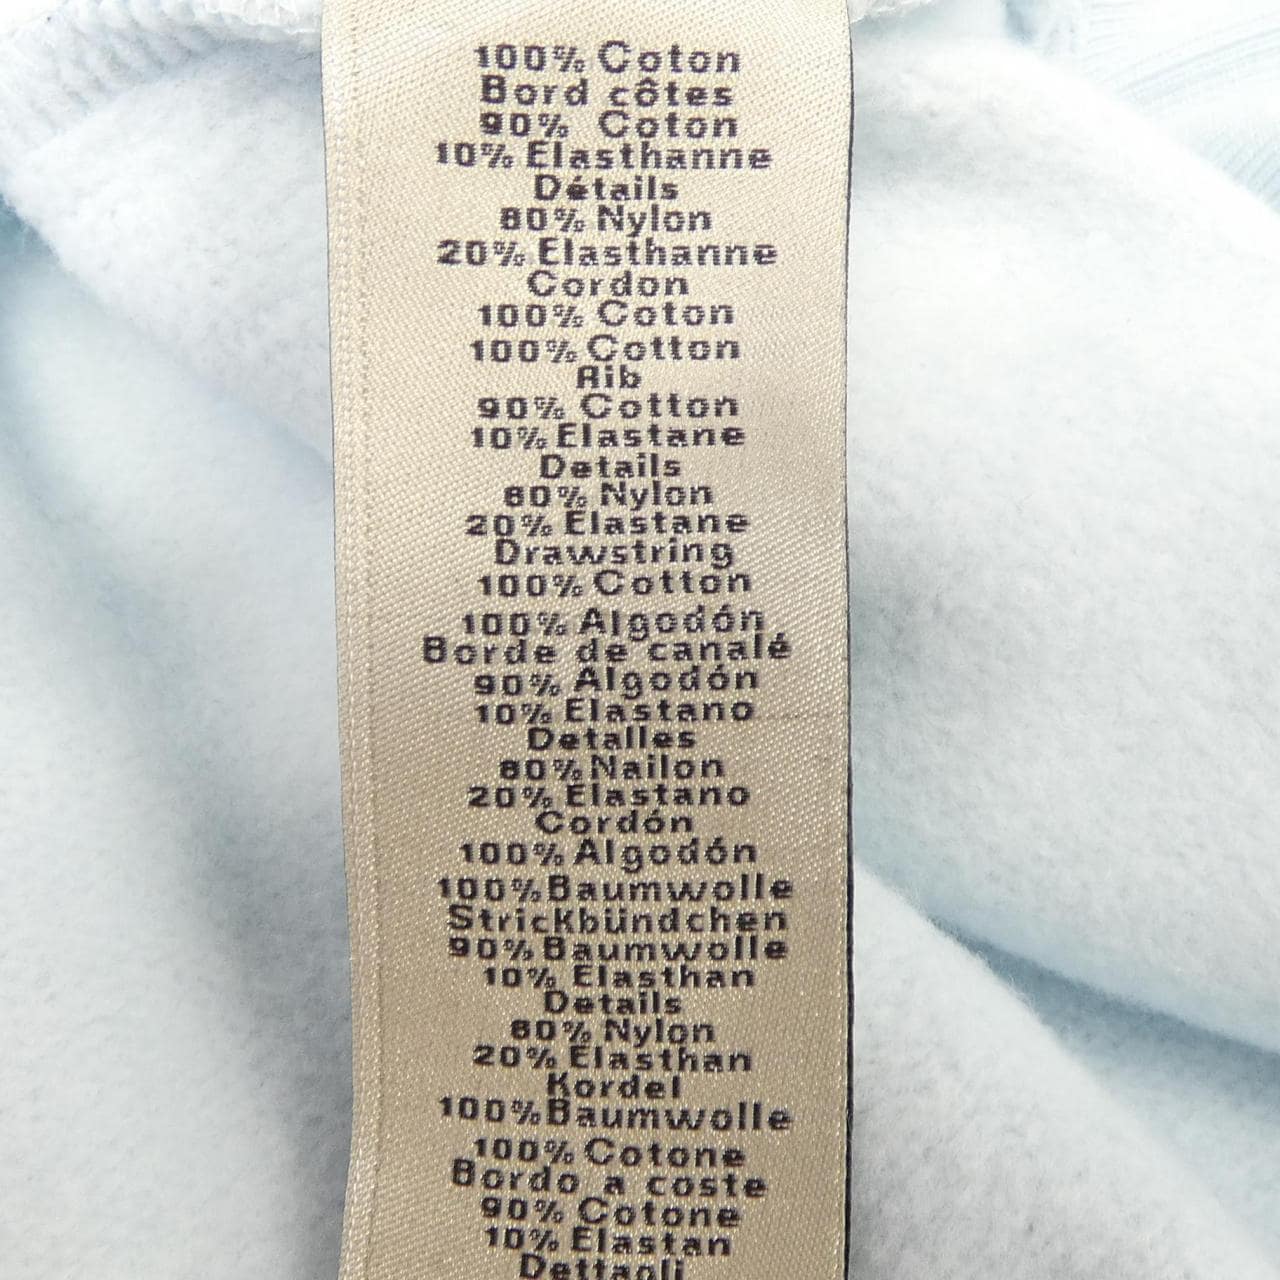 100% Coton
Bord côtes
90% Coton
10% Elasthanne
Détails
80% Nylon
20% Elasthanne
Cordon
100% Coton
100% Cotton
Rib
90% Cotton
10% Elastane
Details
80% Nylon
20% Elastane
Drawstring
100% Cotton
100% Algodón
Borde de canalé
90% Algodón
10% Elastano
Detalles
80% Nailon
20% Elastano
Cordón
100% Algodón
100% Baumwolle
Strickbündchen
90% Baumwolle
10% Elasthan
Details
80% Nylon
20% Elasthan
Kordel
100% Baumwolle
100% Cotone
Bordo a coste
90% Cotone
10% Elastan
Dettagli